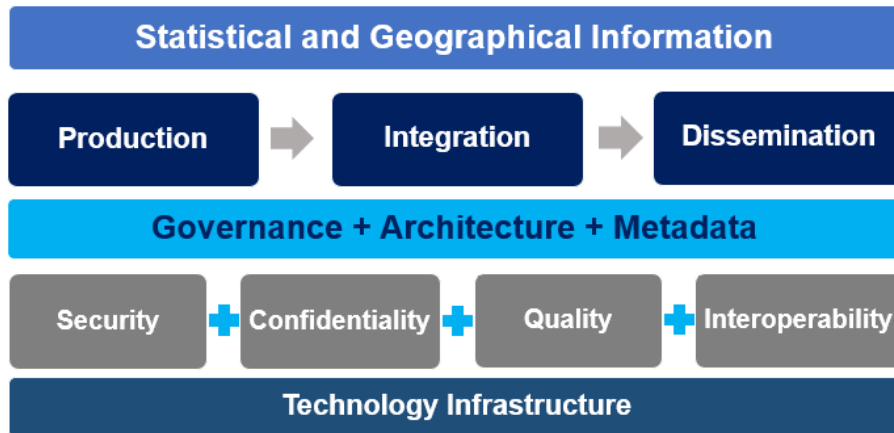 Statistical and Geographical Information
Production
Integration
Dissemination
Governance + Architecture + Metadata
Security
Confidentiality
Quality
Interoperability
Technology Infrastructure